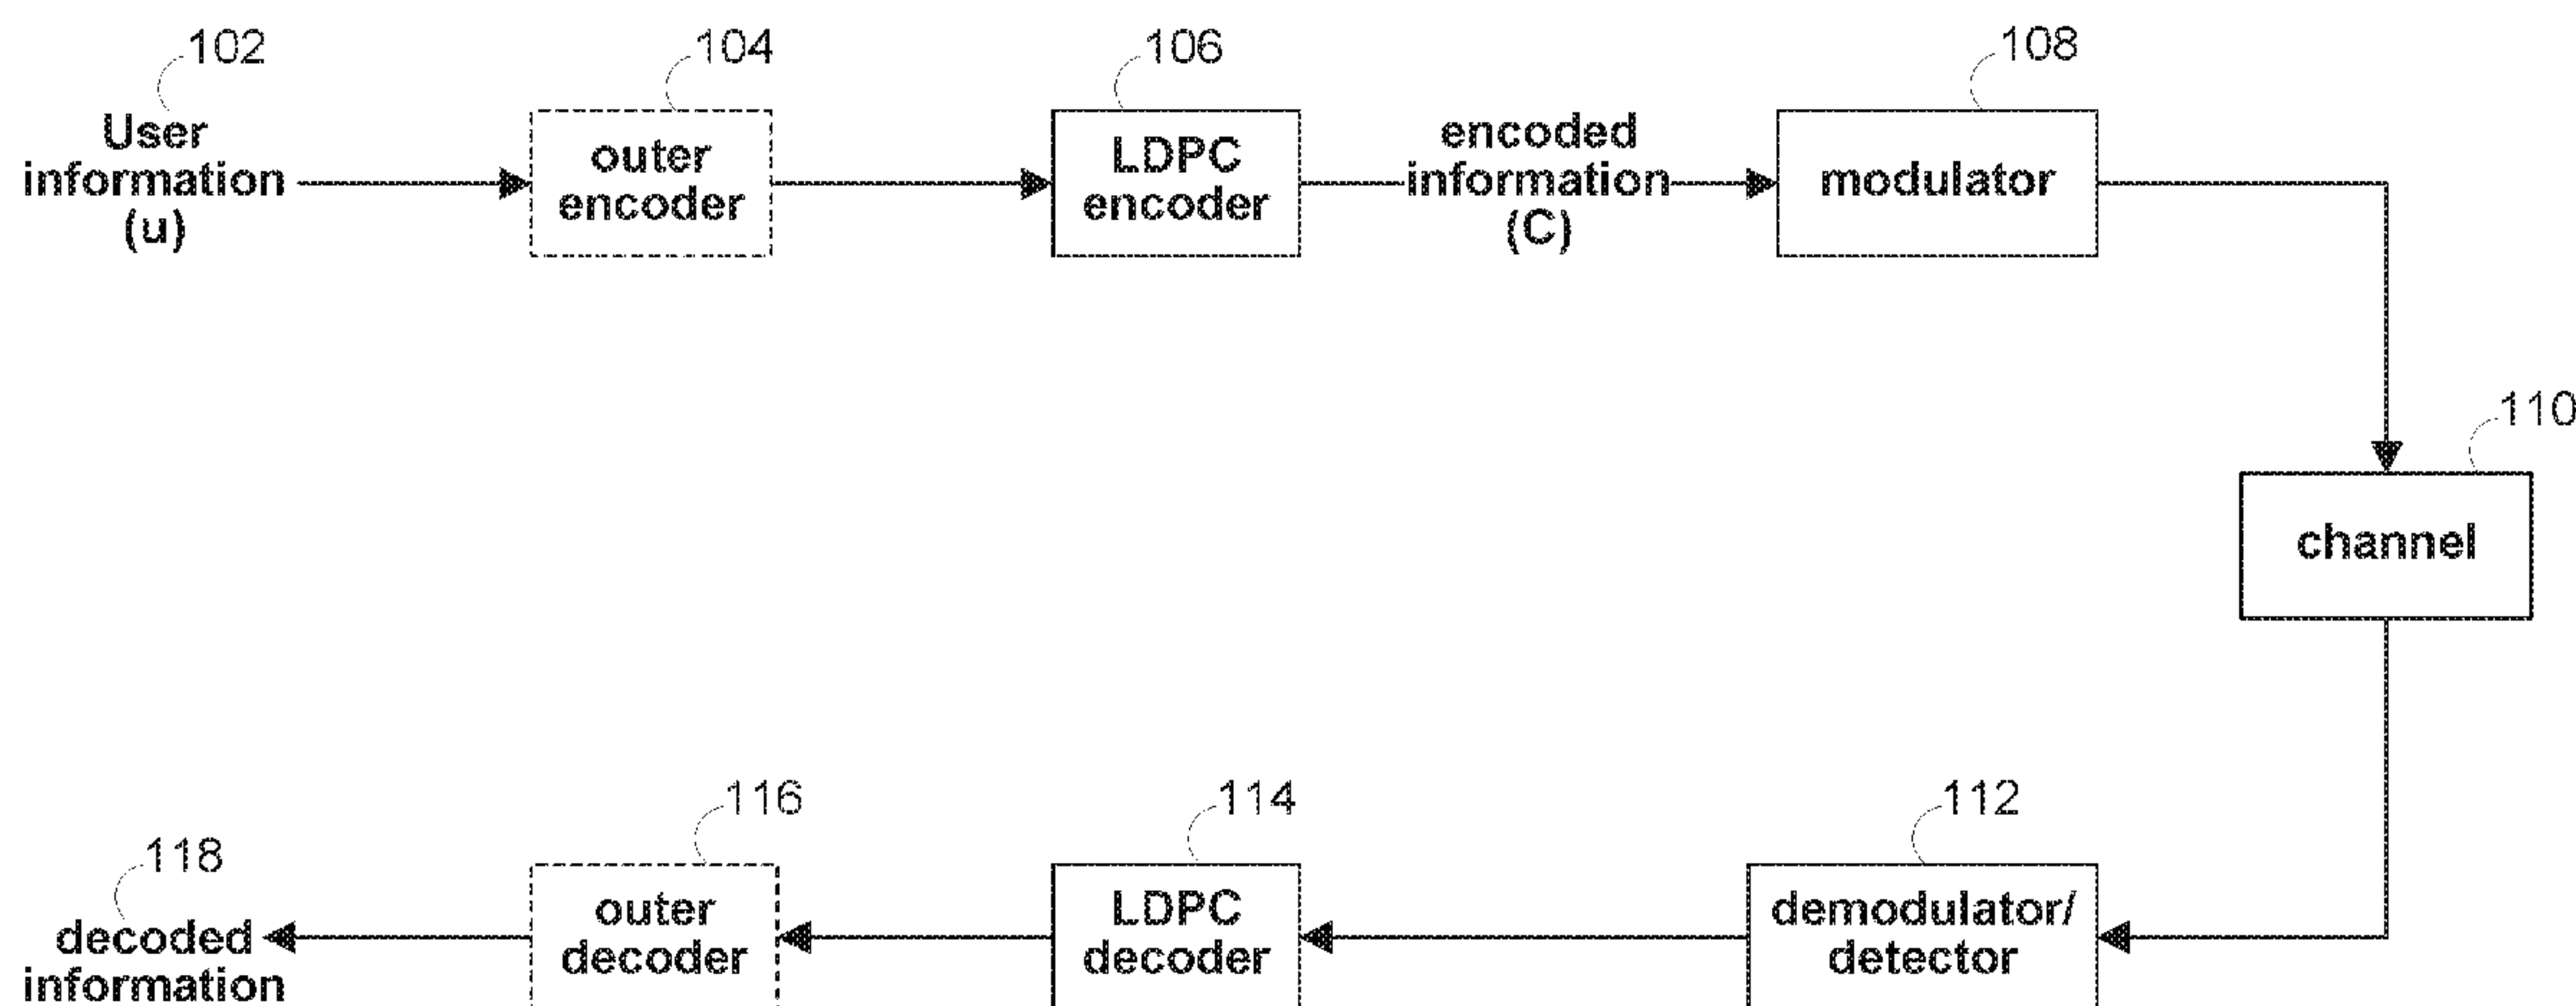 102
User
information
(u)
104
outer
encoder
106
LDPC
encoder
encoded
information
(C)
108
modulator
110
channel
112
demodulator/
detector
114
LDPC
decoder
116
outer
decoder
118
decoded
information